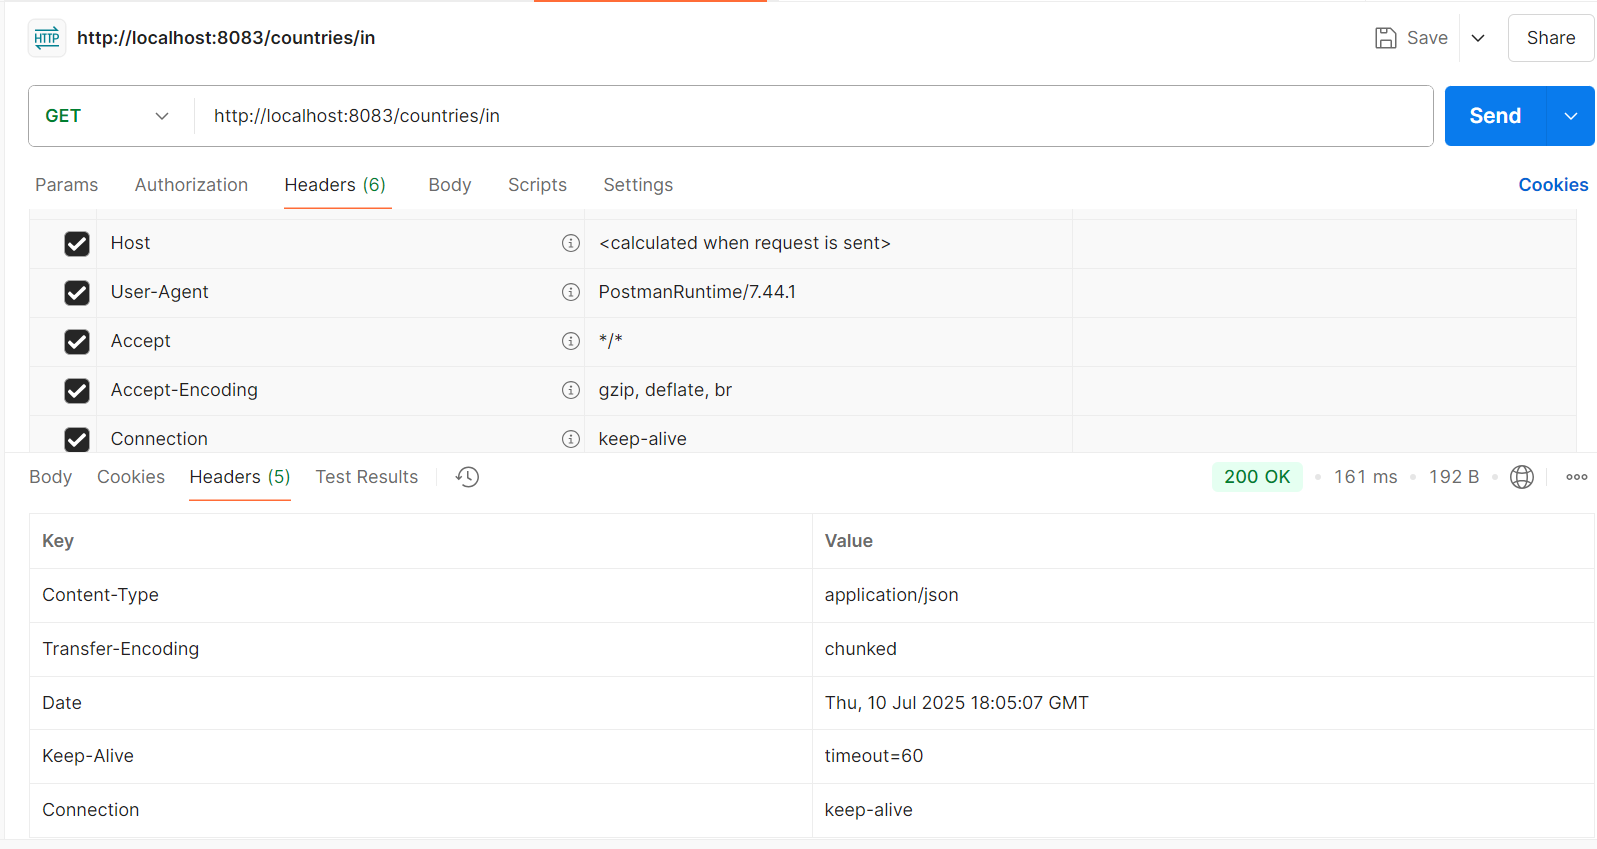 HTTP http://localhost:8083/countries/in Save Share
GET http://localhost:8083/countries/in Send
Params Authorization Headers (6) Body Scripts Settings Cookies
Host <calculated when request is sent>
User-Agent PostmanRuntime/7.44.1
Accept */*
Accept-Encoding gzip, deflate, br
Connection keep-alive
Body Cookies Headers (5) Test Results 200 OK • 161 ms • 192 B •
Key Value
Content-Type application/json
Transfer-Encoding chunked
Date Thu, 10 Jul 2025 18:05:07 GMT
Keep-Alive timeout=60
Connection keep-alive